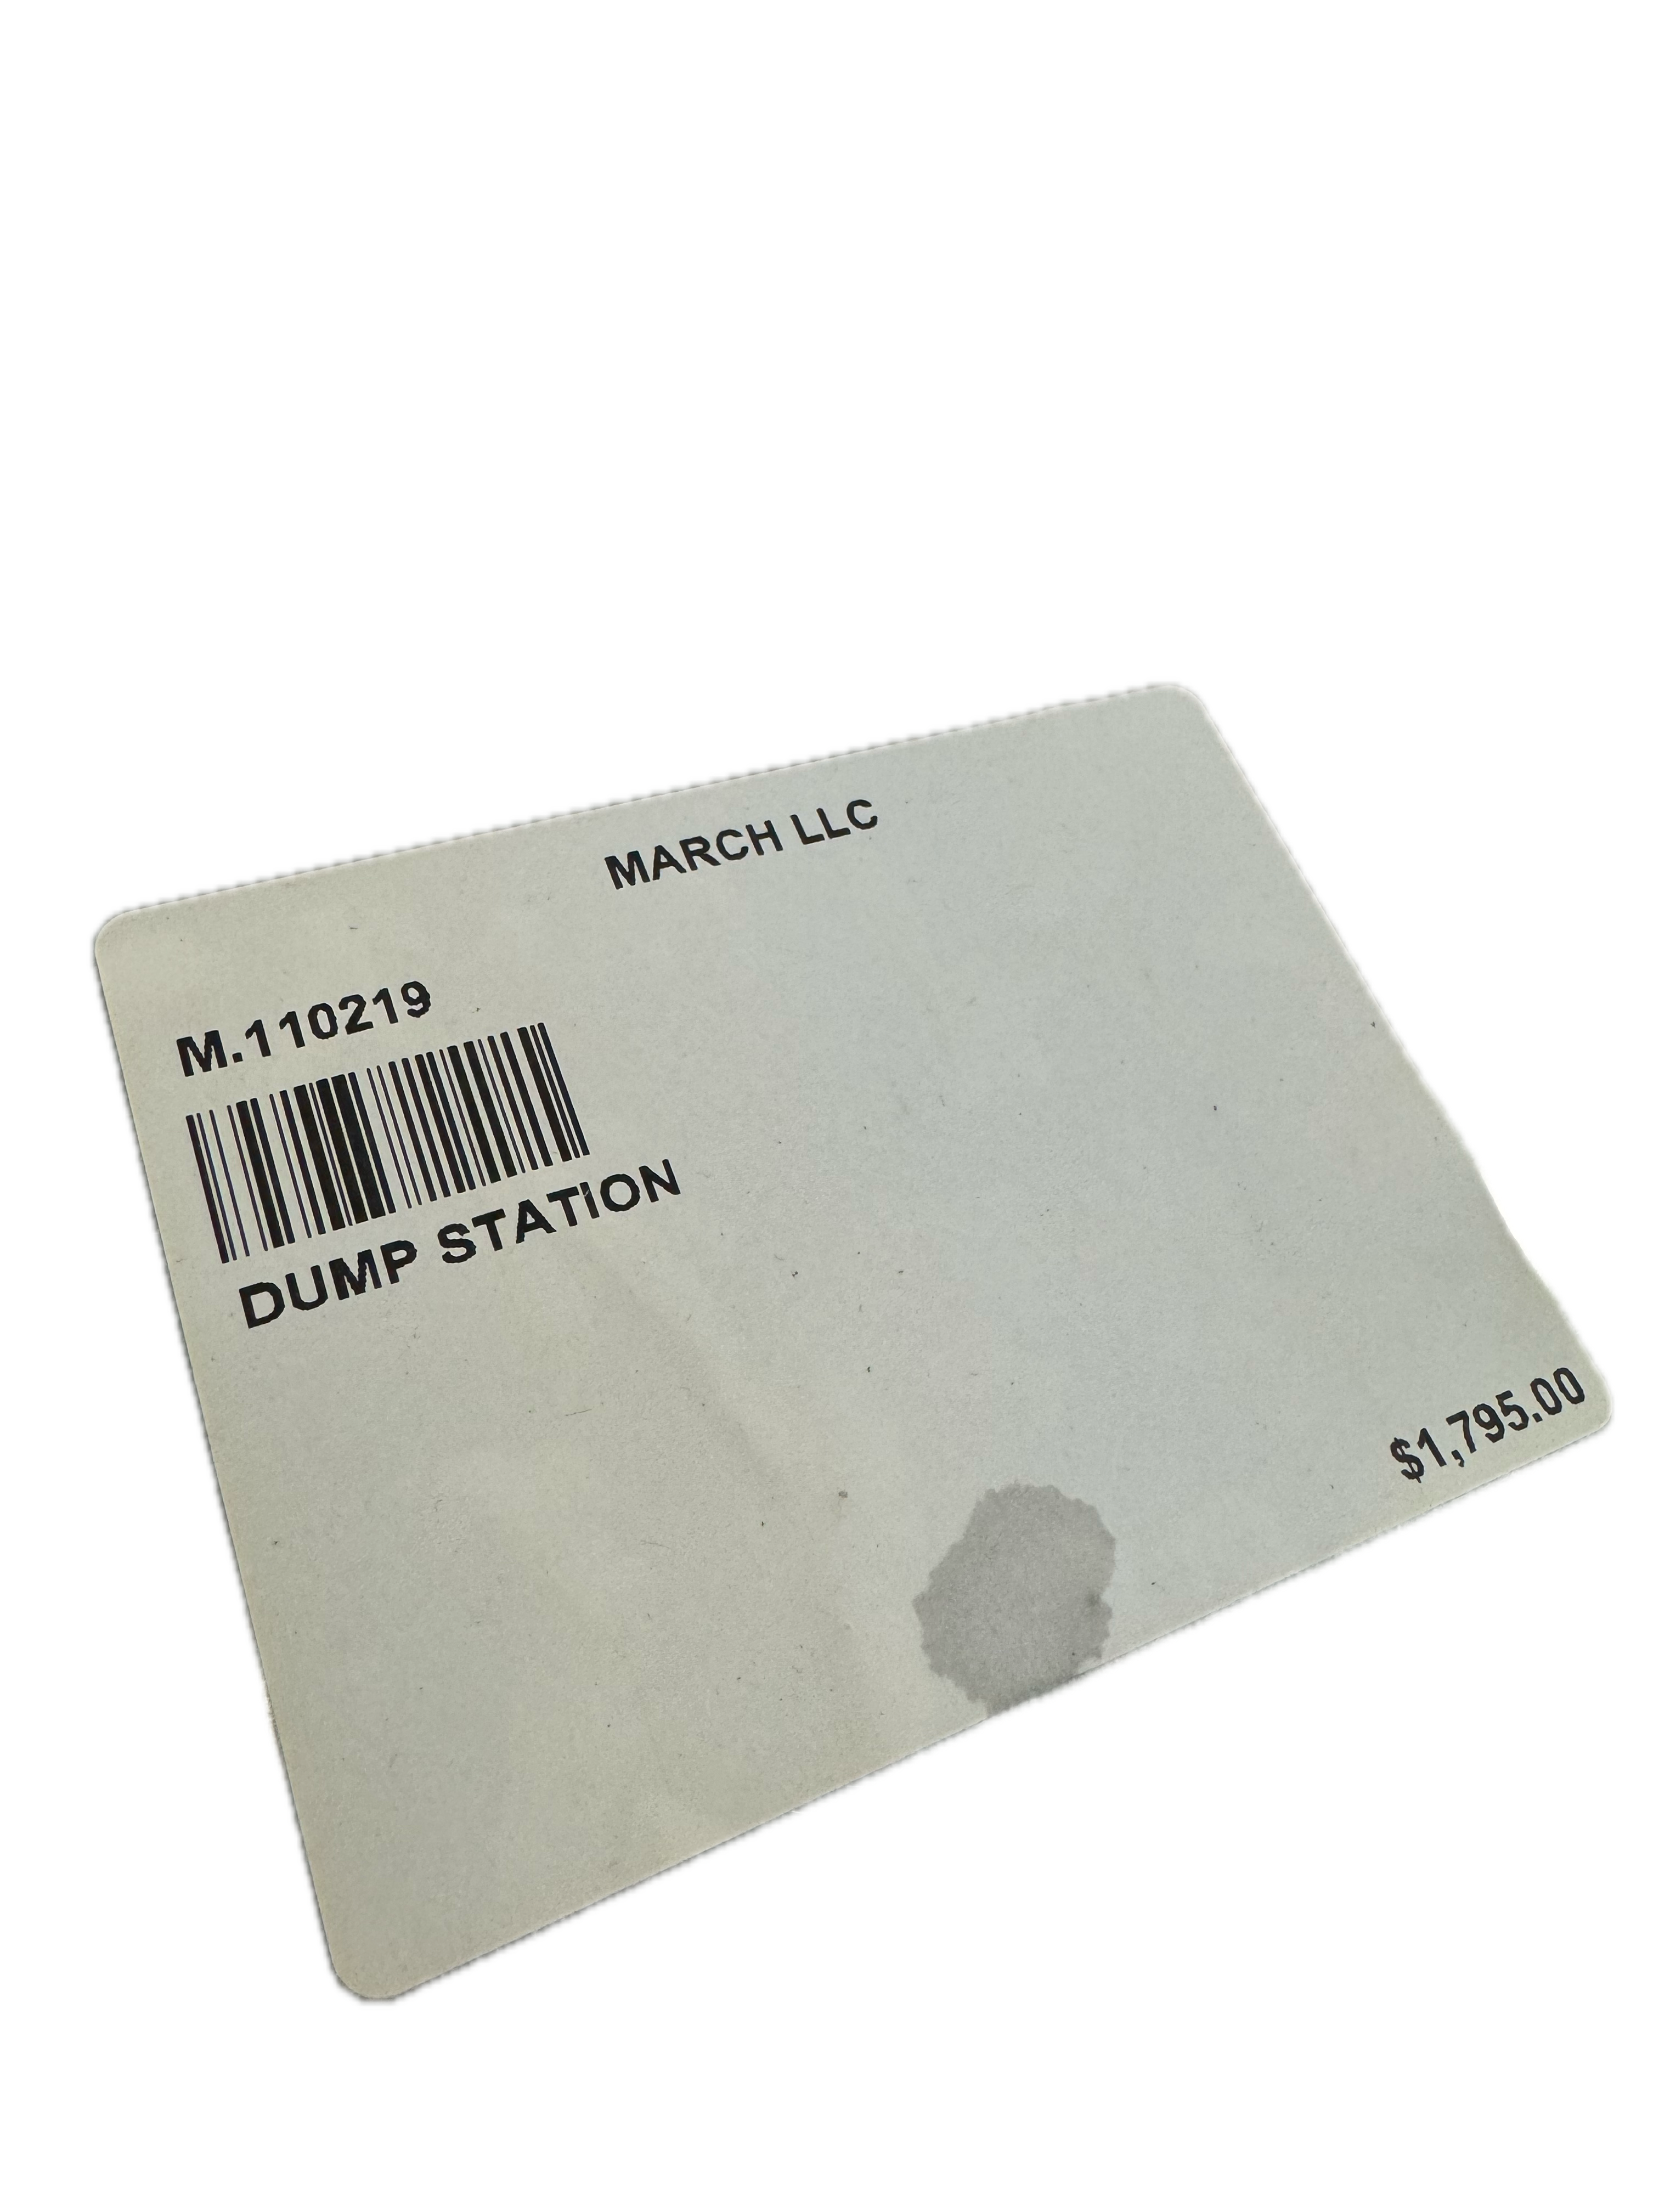 MARCH LLC
M.110219
DUMP STATION
$1,795.00